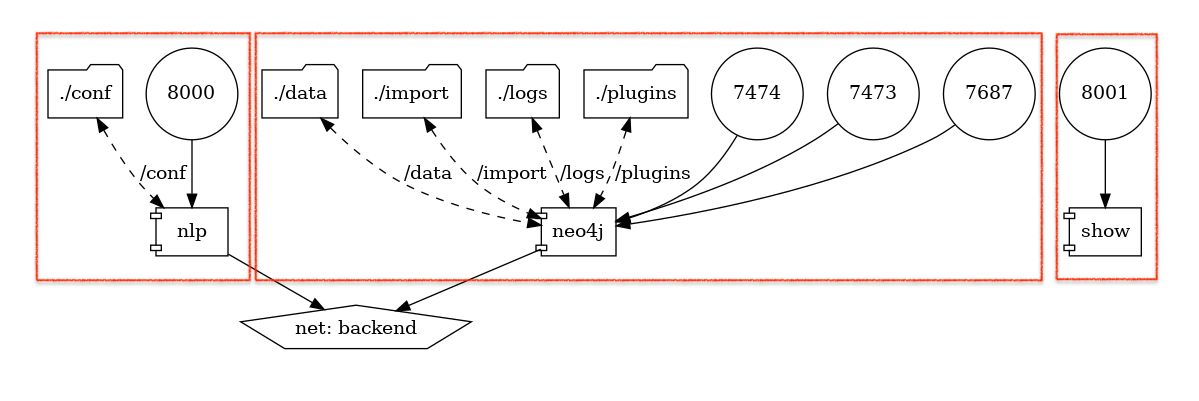 ./conf
8000
./data
./import
./logs
./plugins
7474
7473
7687
8001
/conf
/data
/import
/logs
/plugins
nlp
neo4j
show
net: backend